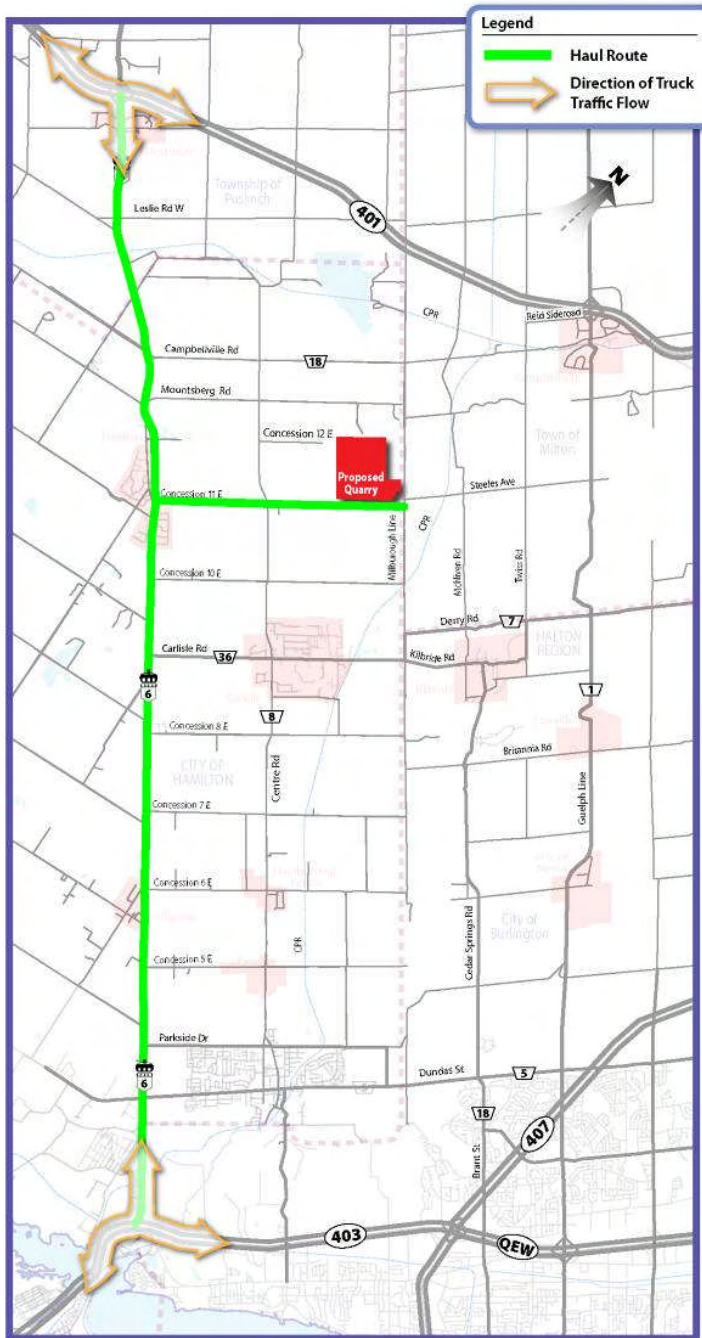 Legend
Haul Route
Direction of Truck
Traffic Flow
N
Township of
Puslinch
Leslie Rd W
401
CPR
Reid Sideroad
Campbellville Rd
18
Mountsberg Rd
Concession 12 E
Town of
Milton
Proposed
Quarry
Concession 11 E
Steeles Ave
CPR
Milborough Line
McNiven Rd
Twiss Rd
Concession 10 E
Derry Rd
7
Carlisle Rd
36
Kilbride Rd
HALTON
REGION
6
1
8
Concession 8 E
Britannia Rd
CITY OF
HAMILTON
Centre Rd
Guelph Line
Concession 7 E
Concession 6 E
City of
Burlington
Cedar Springs Rd
CPR
Concession 5 E
Parkside Dr
6
Dundas St
5
18
407
Brant St
403
QEW